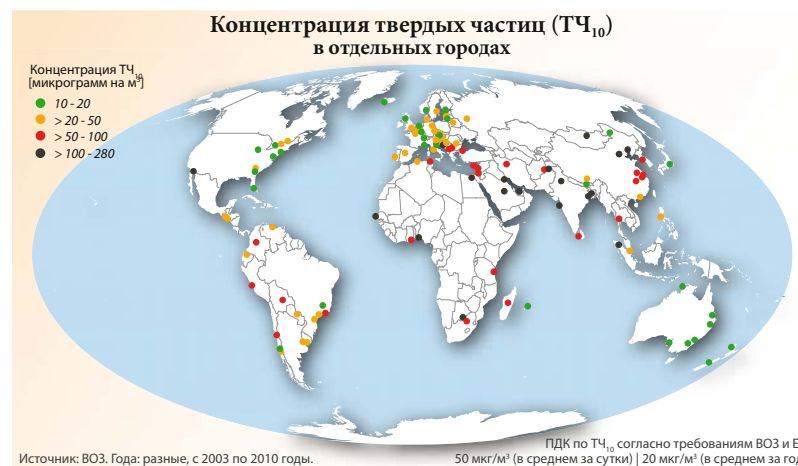 Концентрация твердых частиц (ТЧ₁₀)
в отдельных городах
Концентрация ТЧ₁₀
[микрограмм на м³]
10 - 20
> 20 - 50
> 50 - 100
> 100 - 280
ПДК по ТЧ₁₀ согласно требованиям ВОЗ и Е
Источник: ВОЗ. Года: разные, с 2003 по 2010 годы.
50 мкг/м³ (в среднем за сутки) | 20 мкг/м³ (в среднем за го